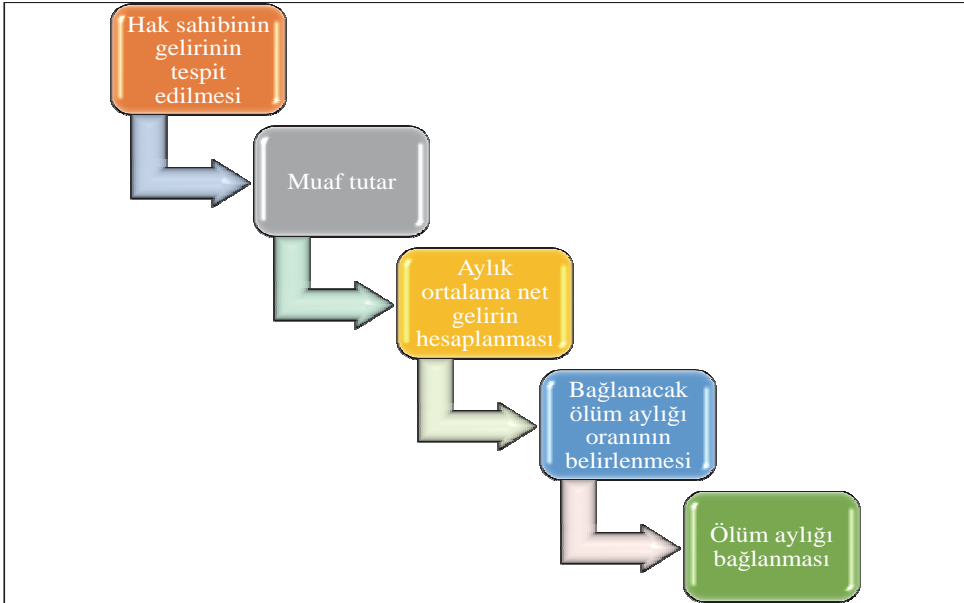 Hak sahibinin
gelirinin
tespit
edilmesi
Muaf tutar
Aylık
ortalama net
gelirin
hesaplanması
Bağlanacak
ölüm aylığı
oranının
belirlenmesi
Ölüm aylığı
bağlanması